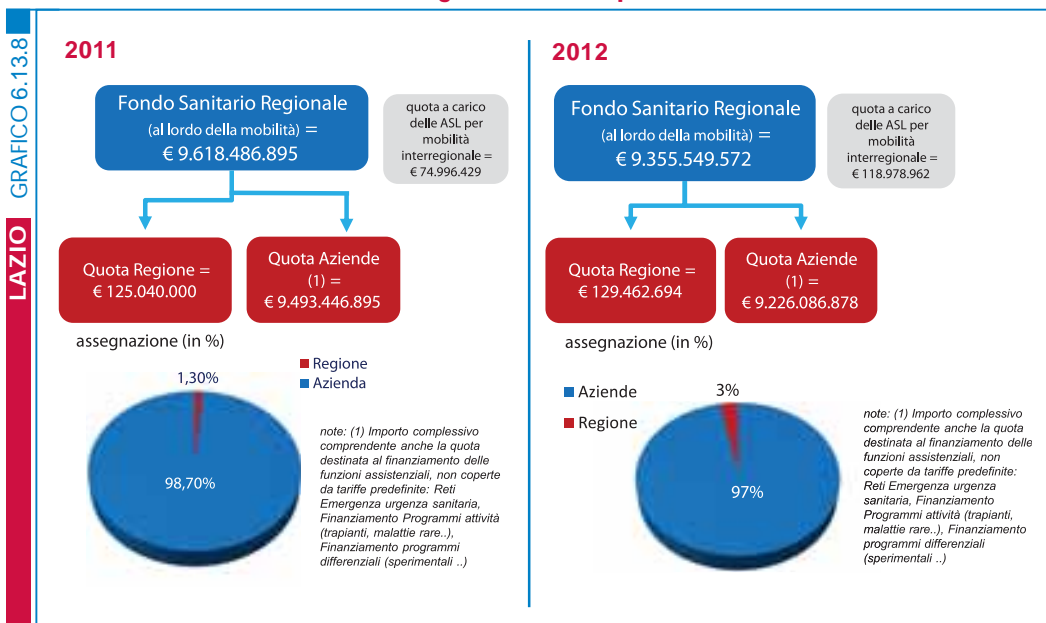 GRAFICO 6.13.8
LAZIO
2011
Fondo Sanitario Regionale
(al lordo della mobilità) =
€ 9.618.486.895
quota a carico
delle ASL per
mobilità
interregionale =
€ 74.996.429
Quota Regione =
€ 125.040.000
Quota Aziende
(1) =
€ 9.493.446.895
assegnazione (in %)
Regione
Azienda
1,30%
98,70%
note: (1) Importo complessivo
comprendente anche la quota
destinata al finanziamento delle
funzioni assistenziali, non coperte
da tariffe predefinite: Reti
Emergenza urgenza sanitaria,
Finanziamento Programmi attività
(trapianti, malattie rare..),
Finanziamento programmi
differenziali (sperimentali ..)
2012
Fondo Sanitario Regionale
(al lordo della mobilità) =
€ 9.355.549.572
quota a carico
delle ASL per
mobilità
interregionale =
€ 118.978.962
Quota Regione =
€ 129.462.694
Quota Aziende
(1) =
€ 9.226.086.878
assegnazione (in %)
Aziende
Regione
3%
97%
note: (1) Importo complessivo
comprendente anche la quota
destinata al finanziamento delle
funzioni assistenziali, non
coperte da tariffe predefinite:
Reti Emergenza urgenza
sanitaria, Finanziamento
Programmi attività (trapianti,
malattie rare..), Finanziamento
programmi differenziali
(sperimentali ..)